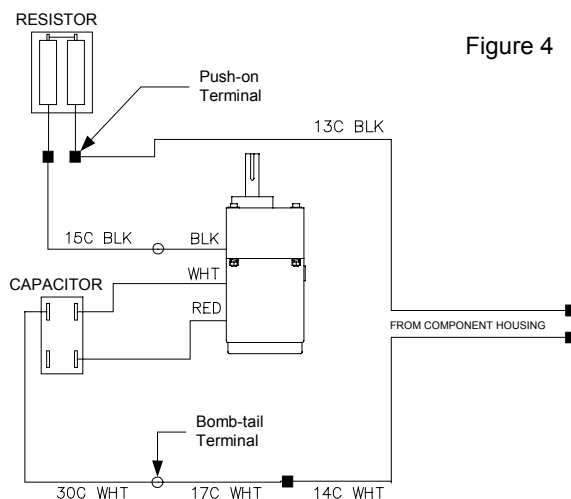 RESISTOR
Figure 4
Push-on
Terminal
13C BLK
15C BLK
BLK
WHT
CAPACITOR
RED
FROM COMPONENT HOUSING
Bomb-tail
Terminal
30C WHT
17C WHT
14C WHT